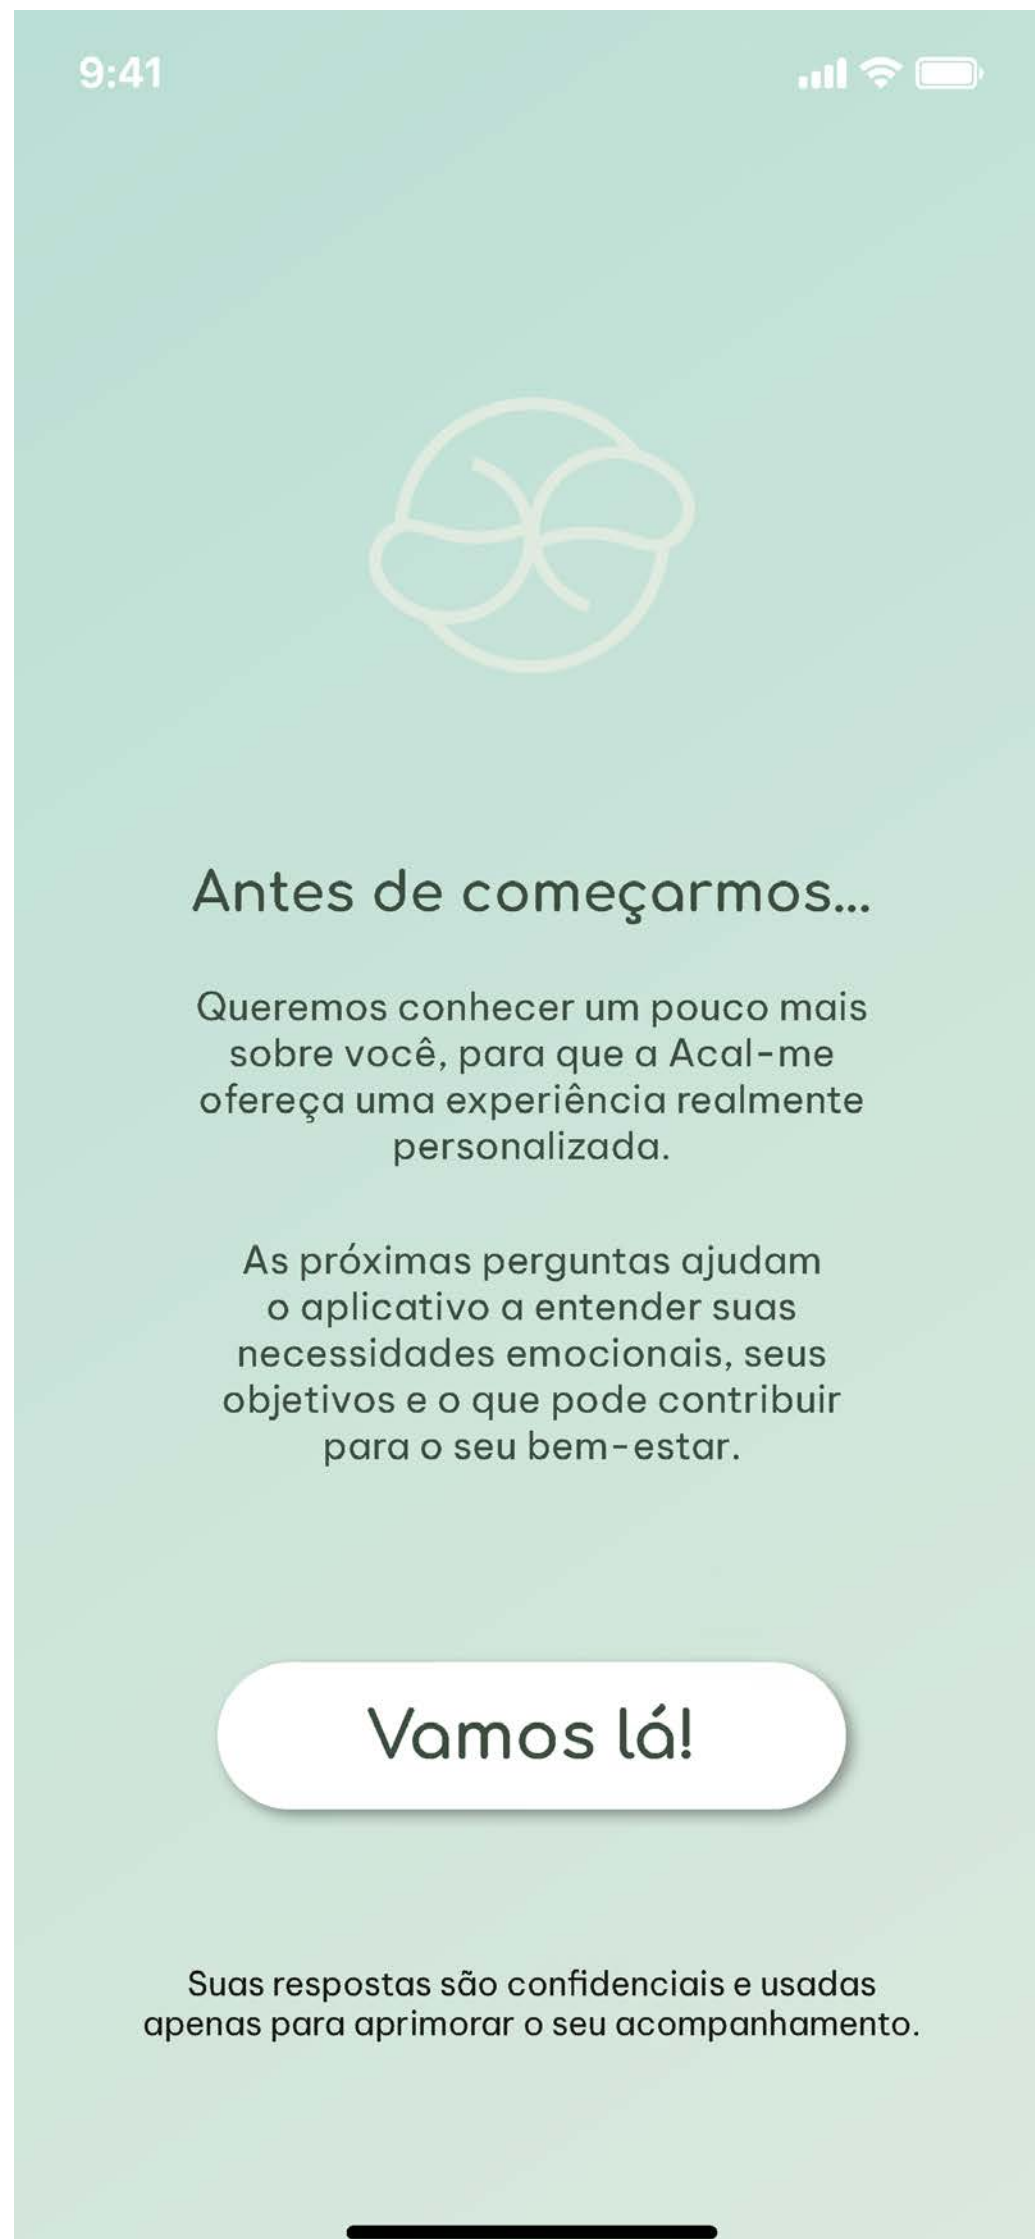 9:41
Antes de começarmos...
Queremos conhecer um pouco mais
sobre você, para que a Acal-me
ofereça uma experiência realmente
personalizada.
As próximas perguntas ajudam
o aplicativo a entender suas
necessidades emocionais, seus
objetivos e o que pode contribuir
para o seu bem-estar.
Vamos lá!
Suas respostas são confidenciais e usadas
apenas para aprimorar o seu acompanhamento.